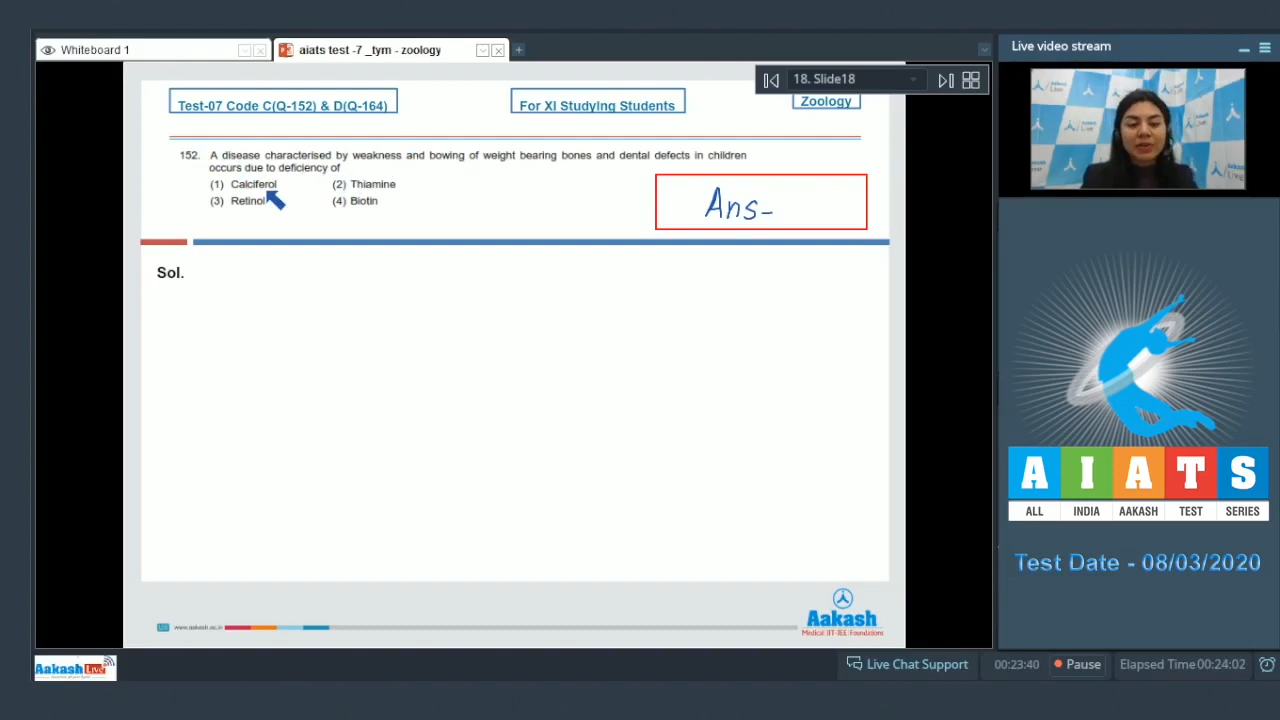 Whiteboard 1
aiats test -7 _tym - zoology
Live video stream
18. Slide18
Test-07 Code C(Q-152) & D(Q-164)
For XI Studying Students
Zoology
152. A disease characterised by weakness and bowing of weight bearing bones and dental defects in children
occurs due to deficiency of
(1) Calciferol (2) Thiamine
(3) Retinol (4) Biotin
Ans-
Sol.
A I A T S
ALL INDIA AAKASH TEST SERIES
Test Date - 08/03/2020
www.aakash.ac.in
Aakash
Medical|IIT-JEE|Foundations
Aakash Live
Live Chat Support
00:23:40
Pause
Elapsed Time 00:24:02